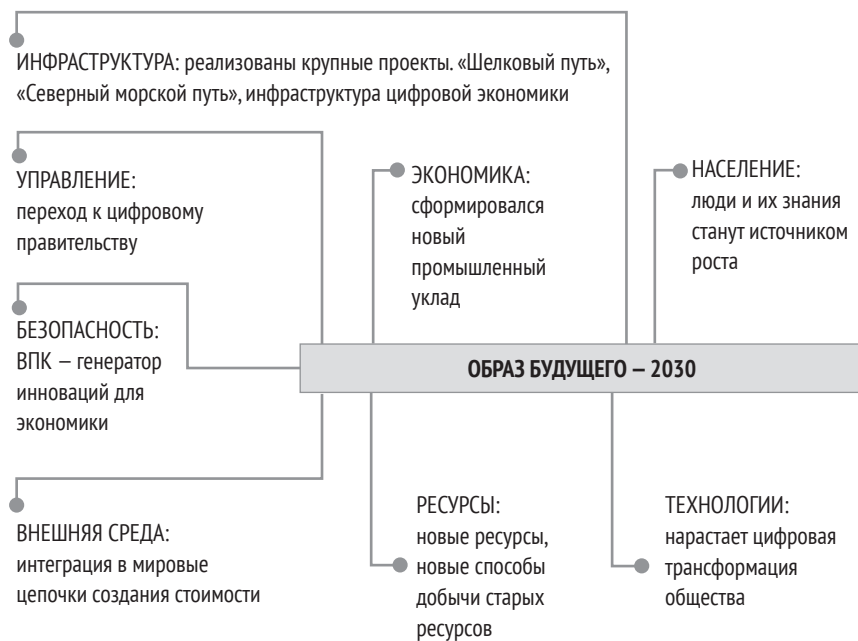 ИНФРАСТРУКТУРА: реализованы крупные проекты. «Шелковый путь»,
«Северный морской путь», инфраструктура цифровой экономики
УПРАВЛЕНИЕ:
переход к цифровому
правительству
ЭКОНОМИКА:
сформировался
новый
промышленный
уклад
НАСЕЛЕНИЕ:
люди и их знания
станут источником
роста
БЕЗОПАСНОСТЬ:
ВПК — генератор
инноваций для
экономики
ОБРАЗ БУДУЩЕГО — 2030
ВНЕШНЯЯ СРЕДА:
интеграция в мировые
цепочки создания стоимости
РЕСУРСЫ:
новые ресурсы,
новые способы
добычи старых
ресурсов
ТЕХНОЛОГИИ:
нарастает цифровая
трансформация
общества